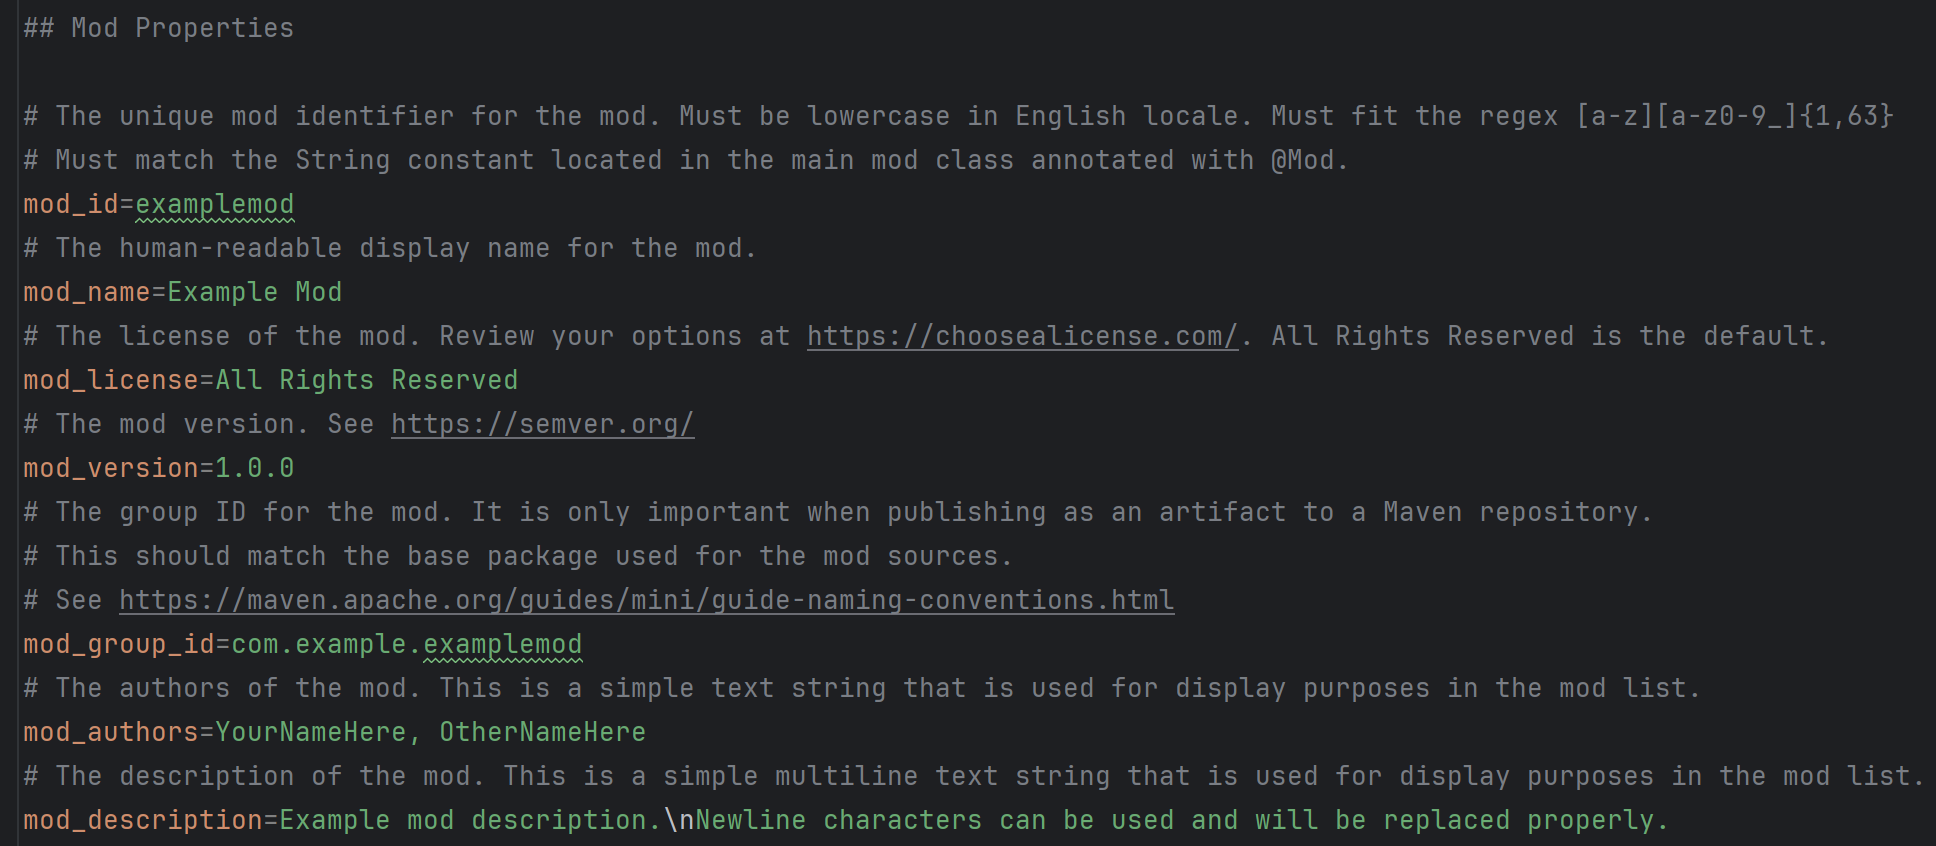 ## Mod Properties
# The unique mod identifier for the mod. Must be lowercase in English locale. Must fit the regex [a-z][a-z0-9_]{1,63}
# Must match the String constant located in the main mod class annotated with @Mod.
mod_id=examplemod
# The human-readable display name for the mod.
mod_name=Example Mod
# The license of the mod. Review your options at https://choosealicense.com/. All Rights Reserved is the default.
mod_license=All Rights Reserved
# The mod version. See https://semver.org/
mod_version=1.0.0
# The group ID for the mod. It is only important when publishing as an artifact to a Maven repository.
# This should match the base package used for the mod sources.
# See https://maven.apache.org/guides/mini/guide-naming-conventions.html
mod_group_id=com.example.examplemod
# The authors of the mod. This is a simple text string that is used for display purposes in the mod list.
mod_authors=YourNameHere, OtherNameHere
# The description of the mod. This is a simple multiline text string that is used for display purposes in the mod list.
mod_description=Example mod description.\nNewline characters can be used and will be replaced properly.